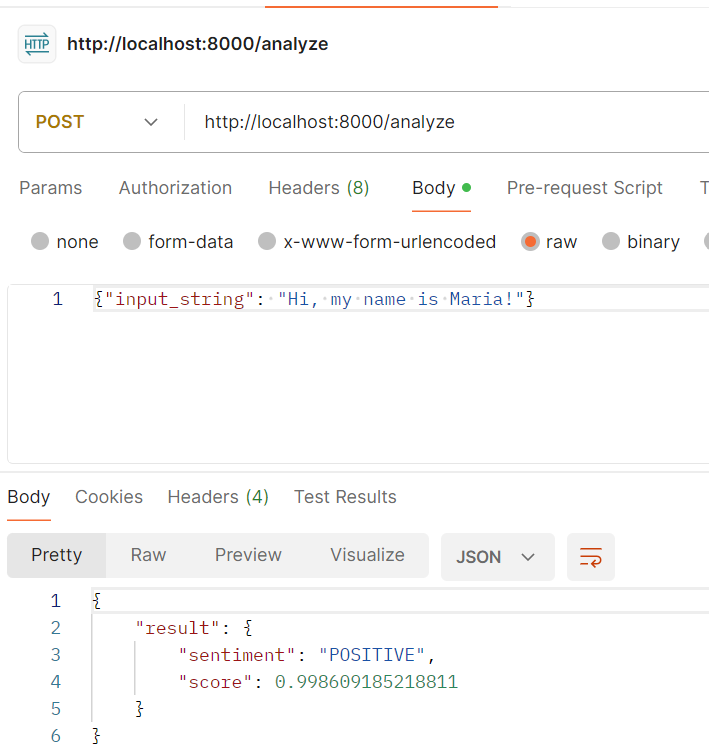 HTTP http://localhost:8000/analyze
POST http://localhost:8000/analyze
Params Authorization Headers (8) Body Pre-request Script T
none form-data x-www-form-urlencoded raw binary
1 {"input_string": "Hi, my name is Maria!"}
Body Cookies Headers (4) Test Results
Pretty Raw Preview Visualize JSON
1 {
2 "result": {
3 "sentiment": "POSITIVE",
4 "score": 0.998609185218811
5 }
6 }